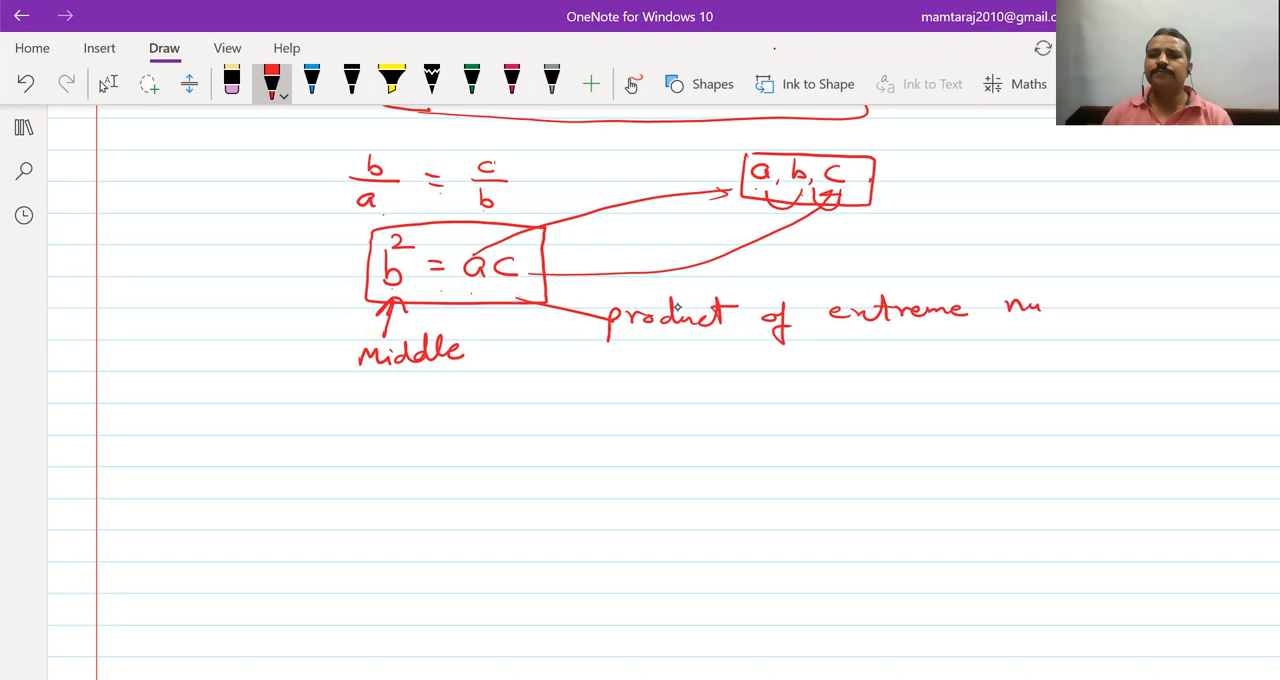 OneNote for Windows 10
mamtaraj2010@gmail.c
Home Insert Draw View Help
Shapes Ink to Shape Ink to Text Maths
b/a = c/b
a, b, c
b² = ac
product of extreme nu
Middle